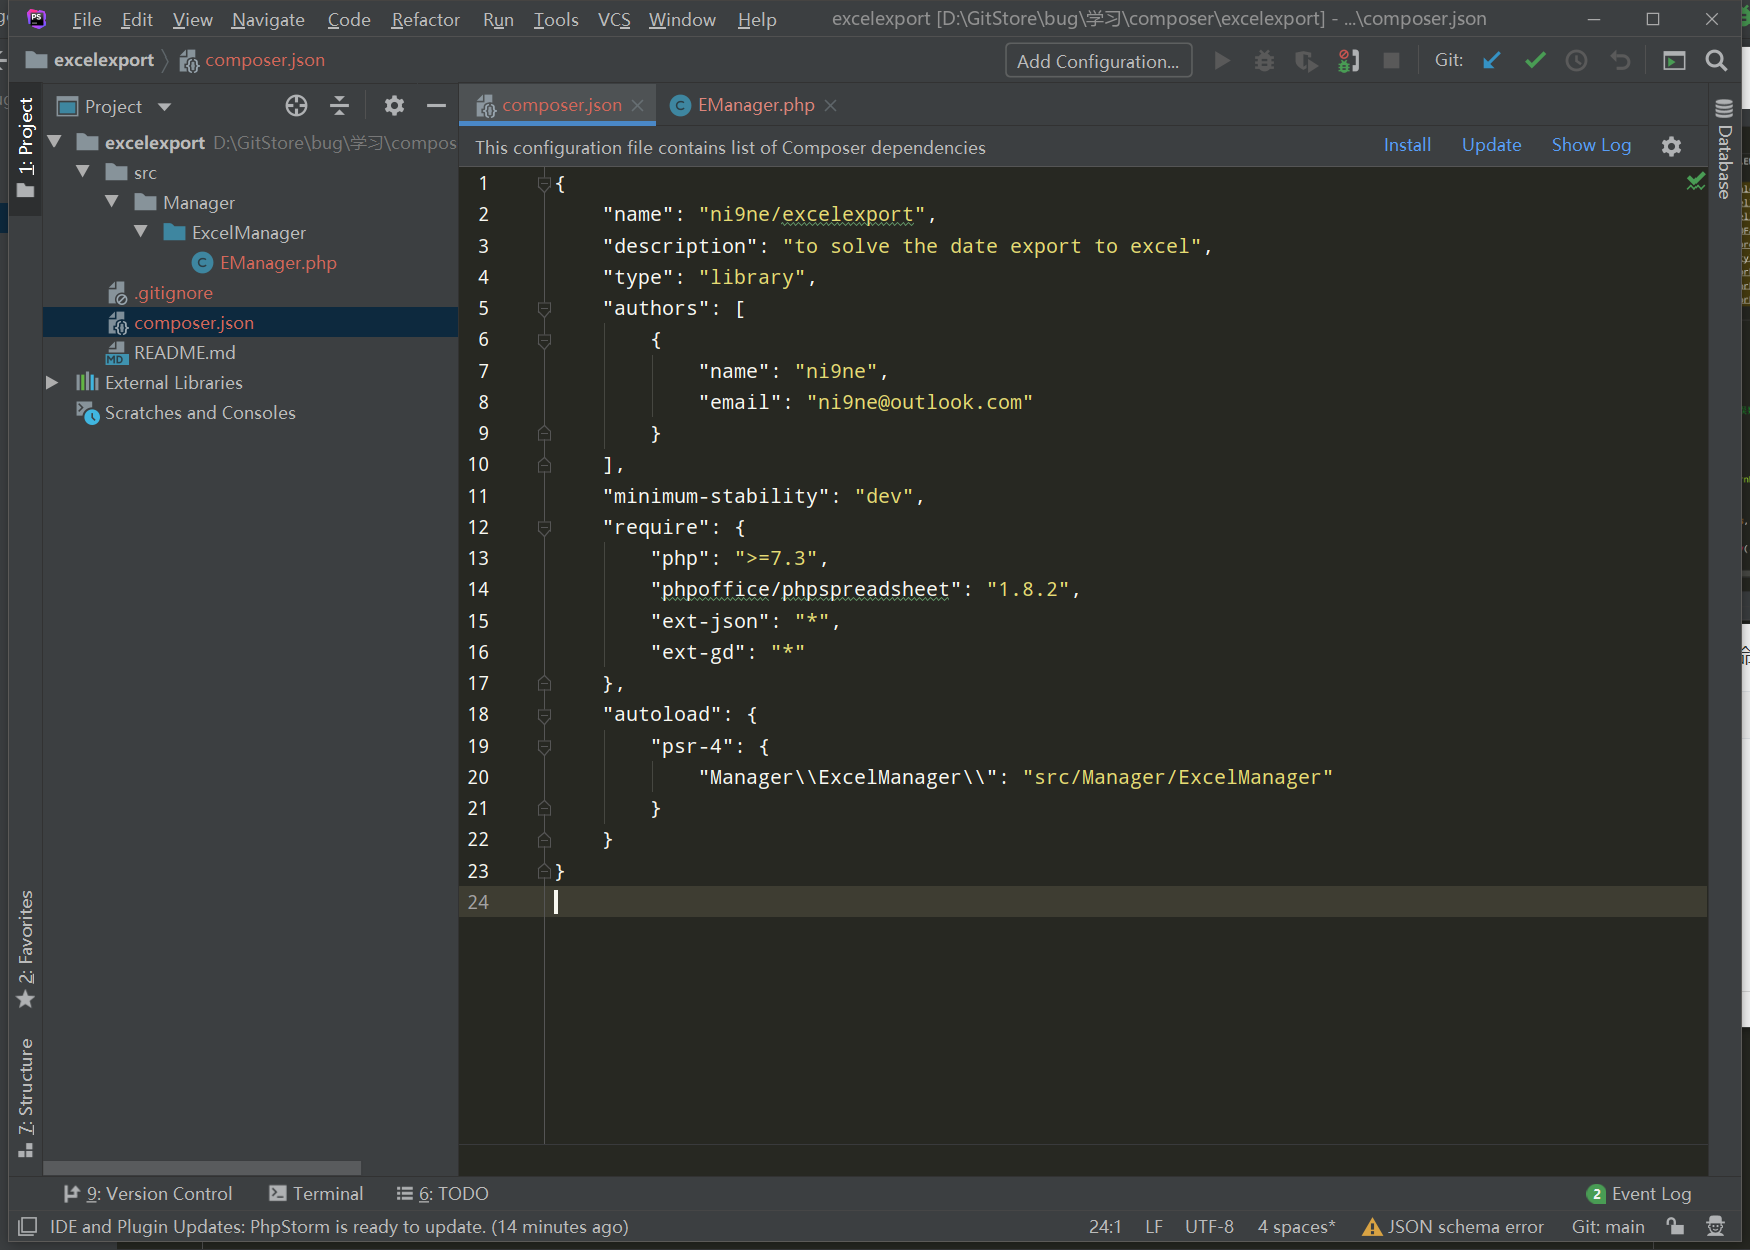 PS File Edit View Navigate Code Refactor Run Tools VCS Window Help excelexport [D:\GitStore\bug\学习\composer\excelexport] - ...\composer.json
excelexport composer.json Add Configuration... Git:
1: Project
Project
composer.json EManager.php
excelexport D:\GitStore\bug\学习\compos
This configuration file contains list of Composer dependencies Install Update Show Log
Database
src
Manager
ExcelManager
EManager.php
.gitignore
composer.json
README.md
External Libraries
Scratches and Consoles
1 {
2 "name": "ni9ne/excelexport",
3 "description": "to solve the date export to excel",
4 "type": "library",
5 "authors": [
6 {
7 "name": "ni9ne",
8 "email": "ni9ne@outlook.com"
9 }
10 ],
11 "minimum-stability": "dev",
12 "require": {
13 "php": ">=7.3",
14 "phpoffice/phpspreadsheet": "1.8.2",
15 "ext-json": "*",
16 "ext-gd": "*"
17 },
18 "autoload": {
19 "psr-4": {
20 "Manager\\ExcelManager\\": "src/Manager/ExcelManager"
21 }
22 }
23 }
24
2: Favorites
7: Structure
9: Version Control Terminal 6: TODO 2 Event Log
IDE and Plugin Updates: PhpStorm is ready to update. (14 minutes ago) 24:1 LF UTF-8 4 spaces* JSON schema error Git: main